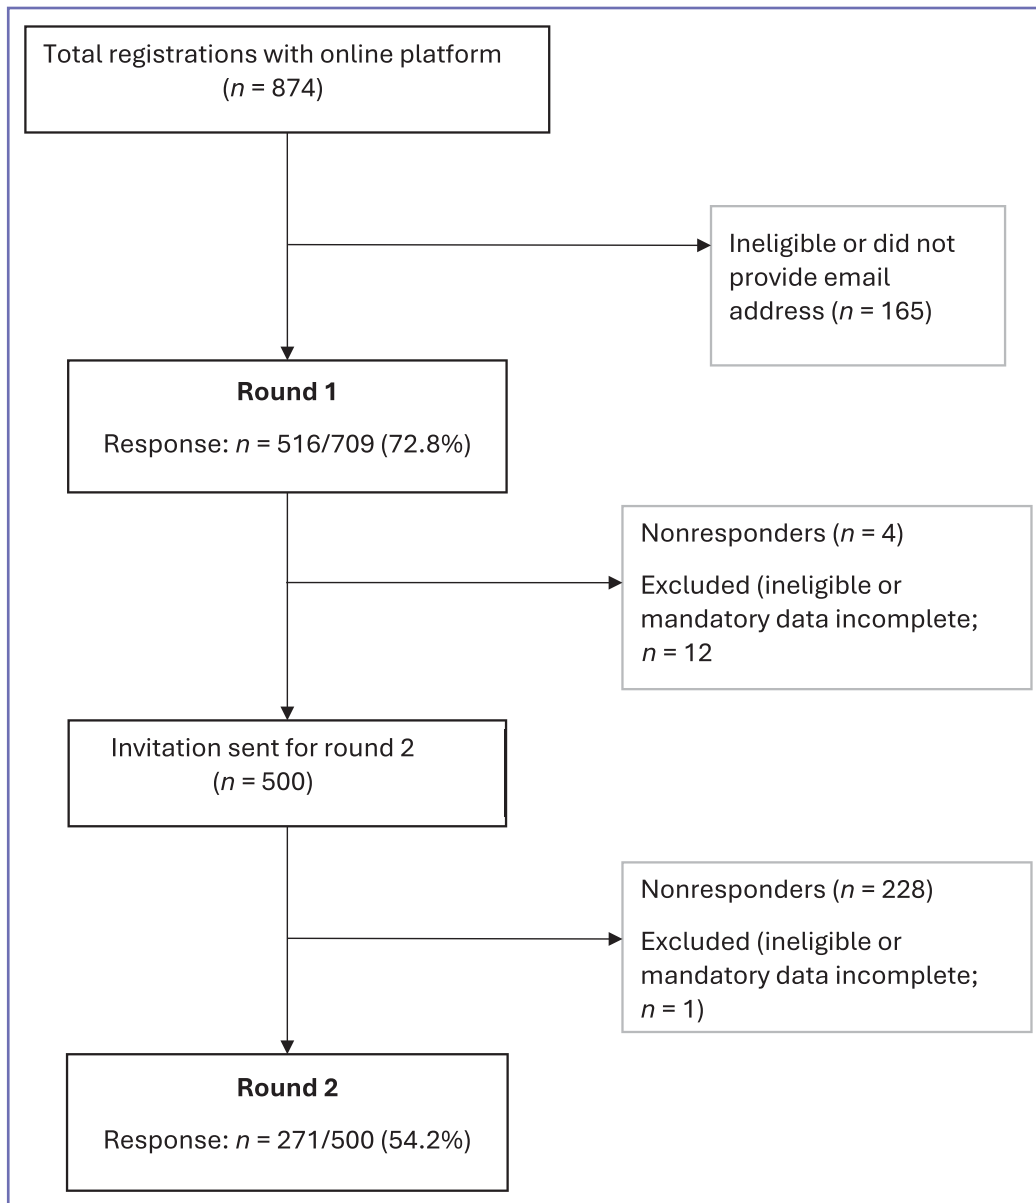 Total registrations with online platform
(n = 874)
Ineligible or did not
provide email
address (n = 165)
Round 1
Response: n = 516/709 (72.8%)
Nonresponders (n = 4)
Excluded (ineligible or
mandatory data incomplete;
n = 12
Invitation sent for round 2
(n = 500)
Nonresponders (n = 228)
Excluded (ineligible or
mandatory data incomplete;
n = 1)
Round 2
Response: n = 271/500 (54.2%)